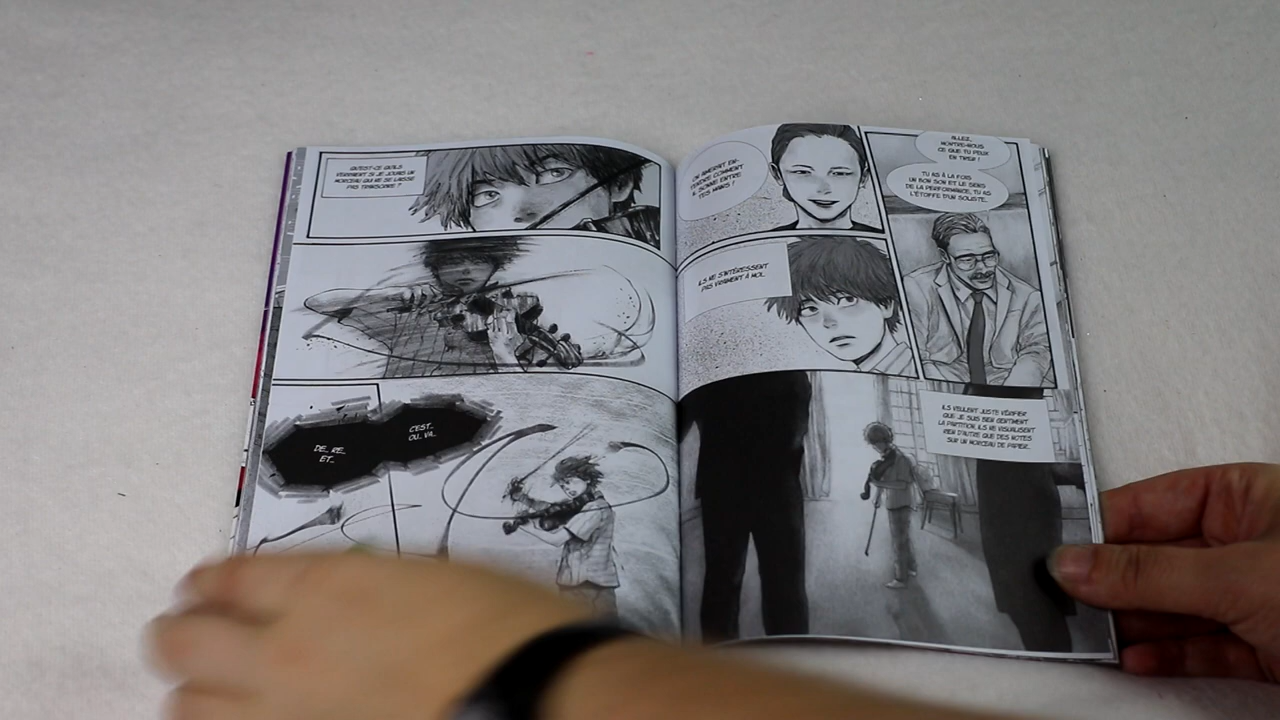 QU'EST-CE QU'ILS
VERRAIENT SI JE JOUAIS UN
MORCEAU QUI NE SE LAISSE
PAS TRANSCRIRE ?
DE... RE...
ET...
C'EST...
OU... VA...
ON AIMERAIT EN-
TENDRE COMMENT
IL SONNE ENTRE
TES MAINS !
ALLEZ...
MONTRE-NOUS
CE QUE TU PEUX
EN TIRER !
TU AS À LA FOIS
UN BON SON ET LE SENS
DE LA PERFORMANCE, TU AS
L'ÉTOFFE D'UN SOLISTE...
ILS NE S'INTÉRESSENT
PAS VRAIMENT À MOI.
ILS VEULENT JUSTE VÉRIFIER
QUE JE SUIS BIEN GENTIMENT
LA PARTITION. ILS NE VISUALISENT
RIEN D'AUTRE QUE DES NOTES
SUR UN MORCEAU DE PAPIER...